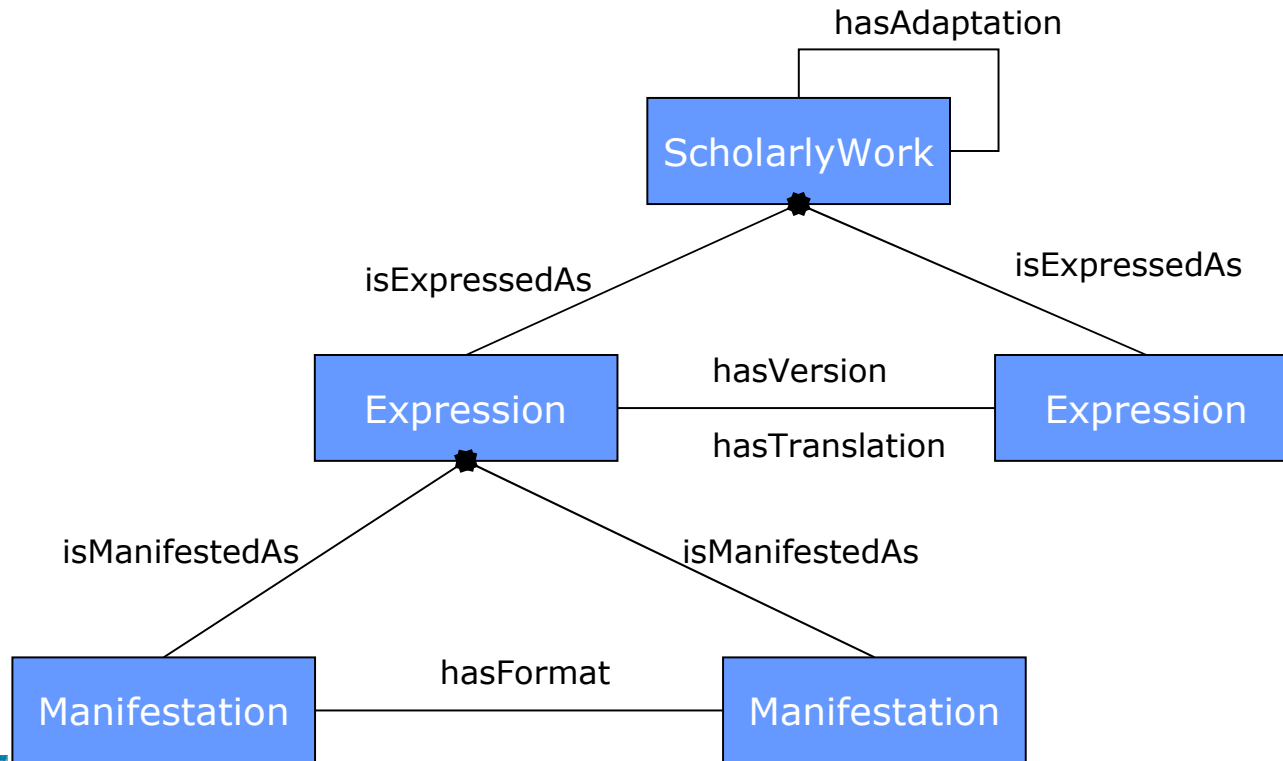 hasAdaptation
ScholarlyWork
isExpressedAs
isExpressedAs
hasVersion
Expression
Expression
hasTranslation
isManifestedAs
isManifestedAs
hasFormat
Manifestation
Manifestation